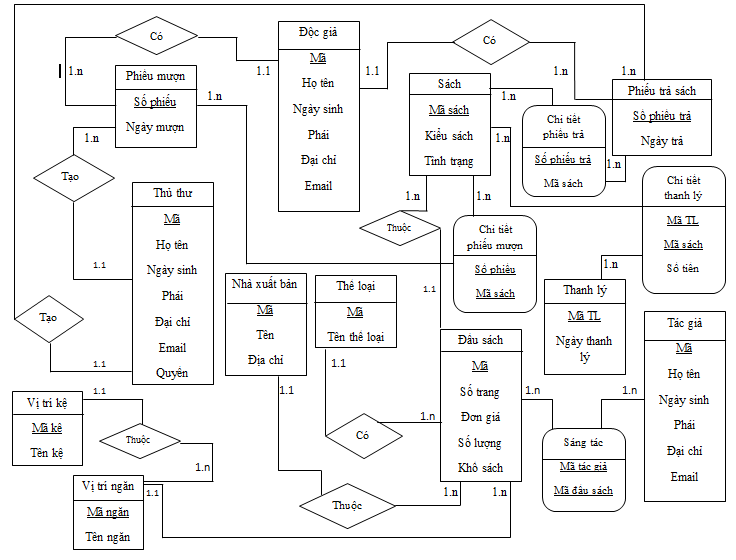 Có
Độc giả
Mã
Họ tên
Ngày sinh
Phái
Đại chỉ
Email
Có
1.n
1.1
1.1
1.n
1.n
Phiếu mượn
Số phiếu
Ngày mượn
1.n
1.n
Sách
Mã sách
Kiểu sách
Tình trạng
1.n
1.n
1.n
1.n
Chi tiết
phiếu trả
Số phiếu trả
Mã sách
1.n
Phiếu trả sách
Số phiếu trả
Ngày trả
Tạo
1.1
Thủ thư
Mã
Họ tên
Ngày sinh
Phái
Đại chỉ
Email
Quyền
Tạo
1.1
Thuộc
1.1
Chi tiết
phiếu mượn
Số phiếu
Mã sách
Chi tiết
thanh lý
Mã TL
Mã sách
Số tiền
1.n
Thanh lý
Mã TL
Ngày thanh
lý
Nhà xuất bản
Mã
Tên
Địa chỉ
1.1
Thể loại
Mã
Tên thể loại
1.1
Có
1.n
Đầu sách
Mã
Số trang
Đơn giá
Số lượng
Khổ sách
1.n
1.n
1.n
1.n
Tác giả
Mã
Họ tên
Ngày sinh
Phái
Đại chỉ
Email
Sáng tác
Mã tác giả
Mã đầu sách
Thuộc
Vị trí kệ
Mã kê
Tên kệ
1.1
Thuộc
1.n
Vị trí ngăn
Mã ngăn
Tên ngăn
1.1